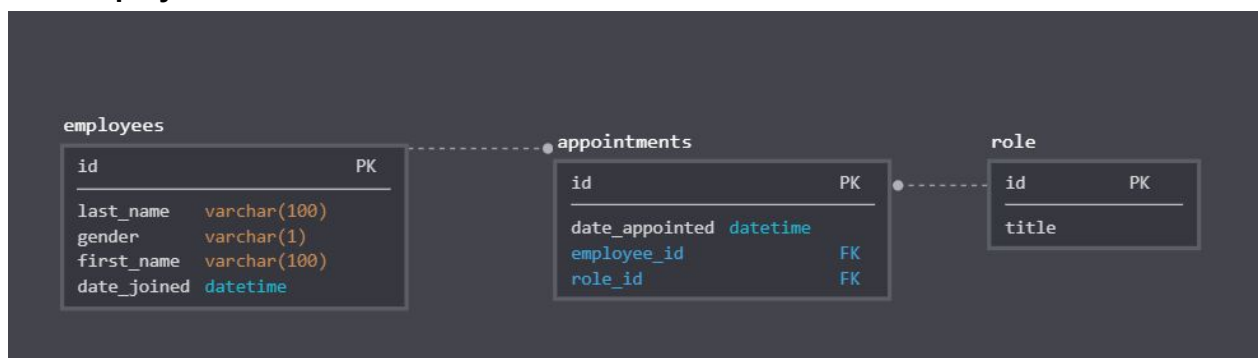 employees
id PK
last_name varchar(100)
gender varchar(1)
first_name varchar(100)
date_joined datetime
appointments
id PK
date_appointed datetime
employee_id FK
role_id FK
role
id PK
title